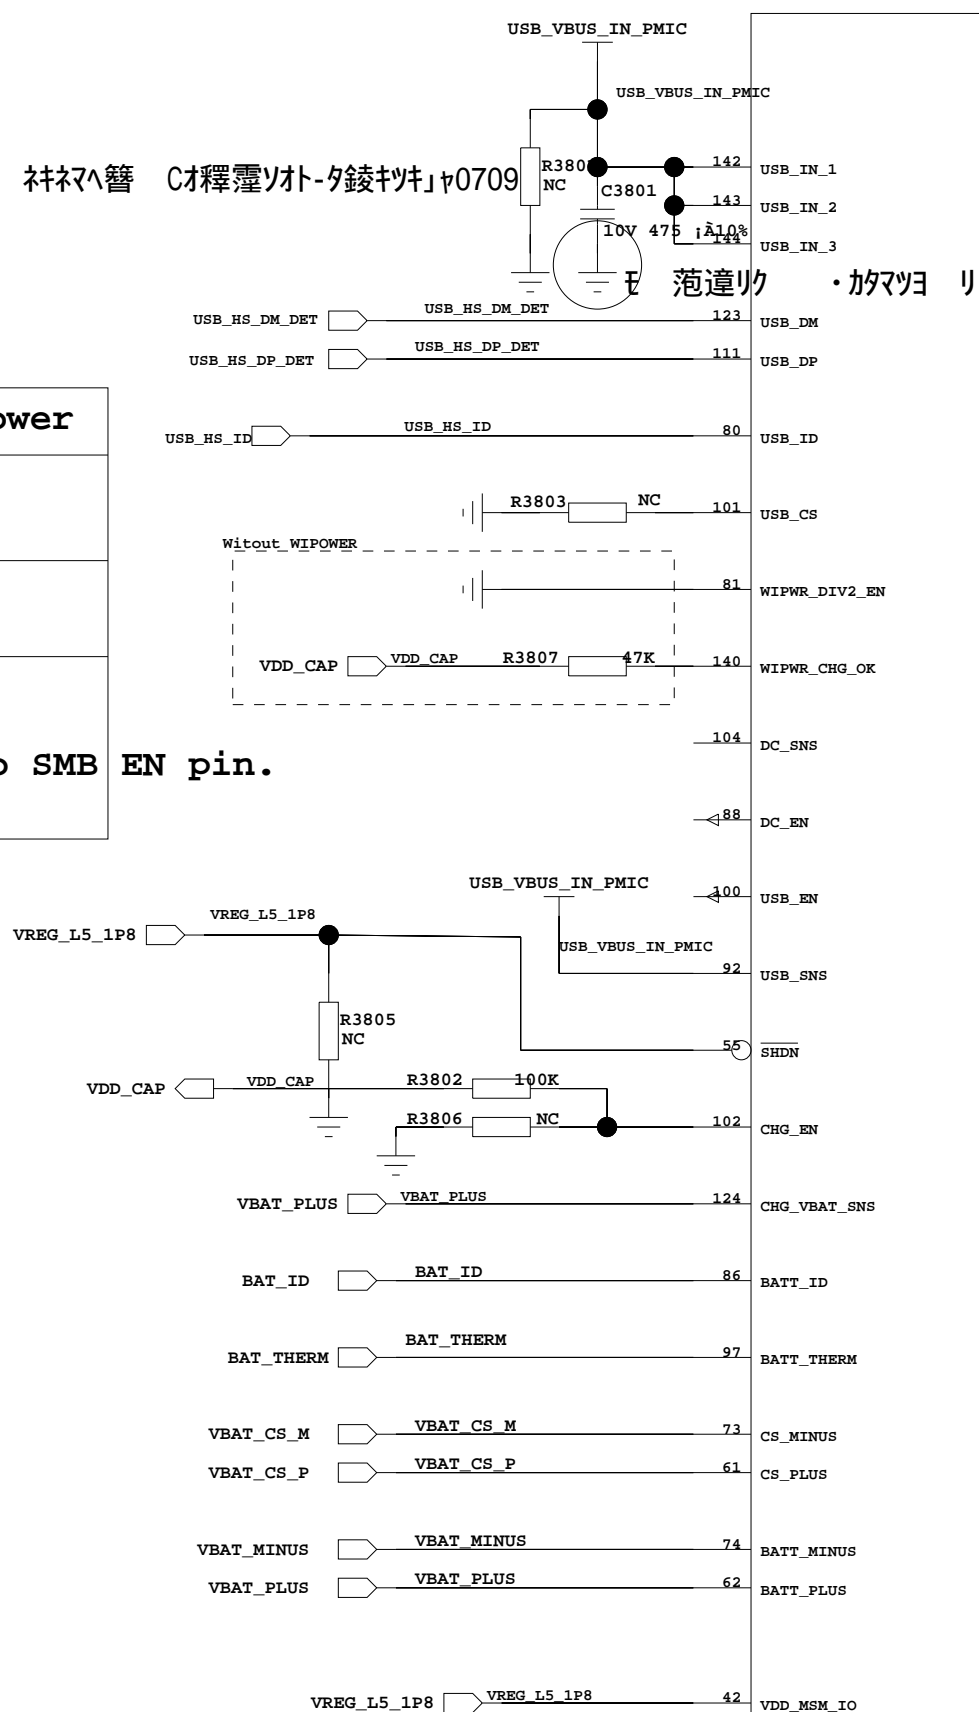 USB_VBUS_IN_PMIC
USB_VBUS_IN_PMIC
NC
C3801
10V 475 ¡À10%
142 USB_IN_1
143 USB_IN_2
144 USB_IN_3
USB_HS_DM_DET USB_HS_DM_DET 123 USB_DM
USB_HS_DP_DET USB_HS_DP_DET 111 USB_DP
USB_HS_ID USB_HS_ID 80 USB_ID
R3803 NC 101 USB_CS
Witout WIPOWER
81 WIPWR_DIV2_EN
VDD_CAP VDD_CAP R3807 47K 140 WIPWR_CHG_OK
SMB EN pin.
104 DC_SNS
88 DC_EN
USB_VBUS_IN_PMIC
100 USB_EN
VREG_L5_1P8 VREG_L5_1P8
USB_VBUS_IN_PMIC
92 USB_SNS
R3805
NC
55 SHDN
VDD_CAP VDD_CAP R3802 100K
R3806 NC 102 CHG_EN
VBAT_PLUS VBAT_PLUS 124 CHG_VBAT_SNS
BAT_ID BAT_ID 86 BATT_ID
BAT_THERM BAT_THERM 97 BATT_THERM
VBAT_CS_M VBAT_CS_M 73 CS_MINUS
VBAT_CS_P VBAT_CS_P 61 CS_PLUS
VBAT_MINUS VBAT_MINUS 74 BATT_MINUS
VBAT_PLUS VBAT_PLUS 62 BATT_PLUS
VREG_L5_1P8 VREG_L5_1P8 42 VDD_MSM_IO